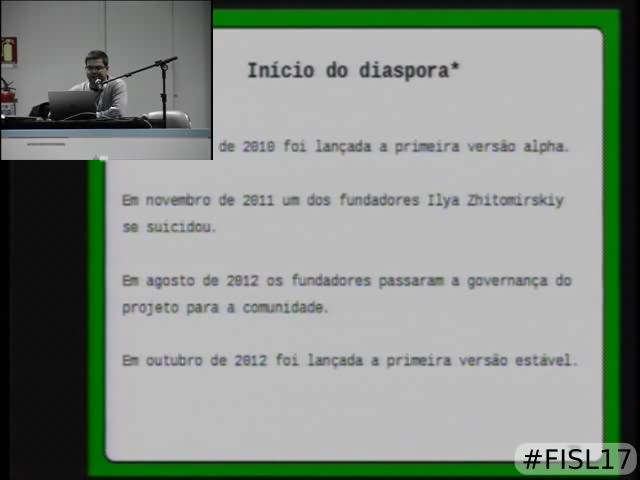 Início do diaspora*
de 2010 foi lançada a primeira versão alpha.
Em novembro de 2011 um dos fundadores Ilya Zhitomirskiy
se suicidou.
Em agosto de 2012 os fundadores passaram a governança do
projeto para a comunidade.
Em outubro de 2012 foi lançada a primeira versão estável.
#FISL17